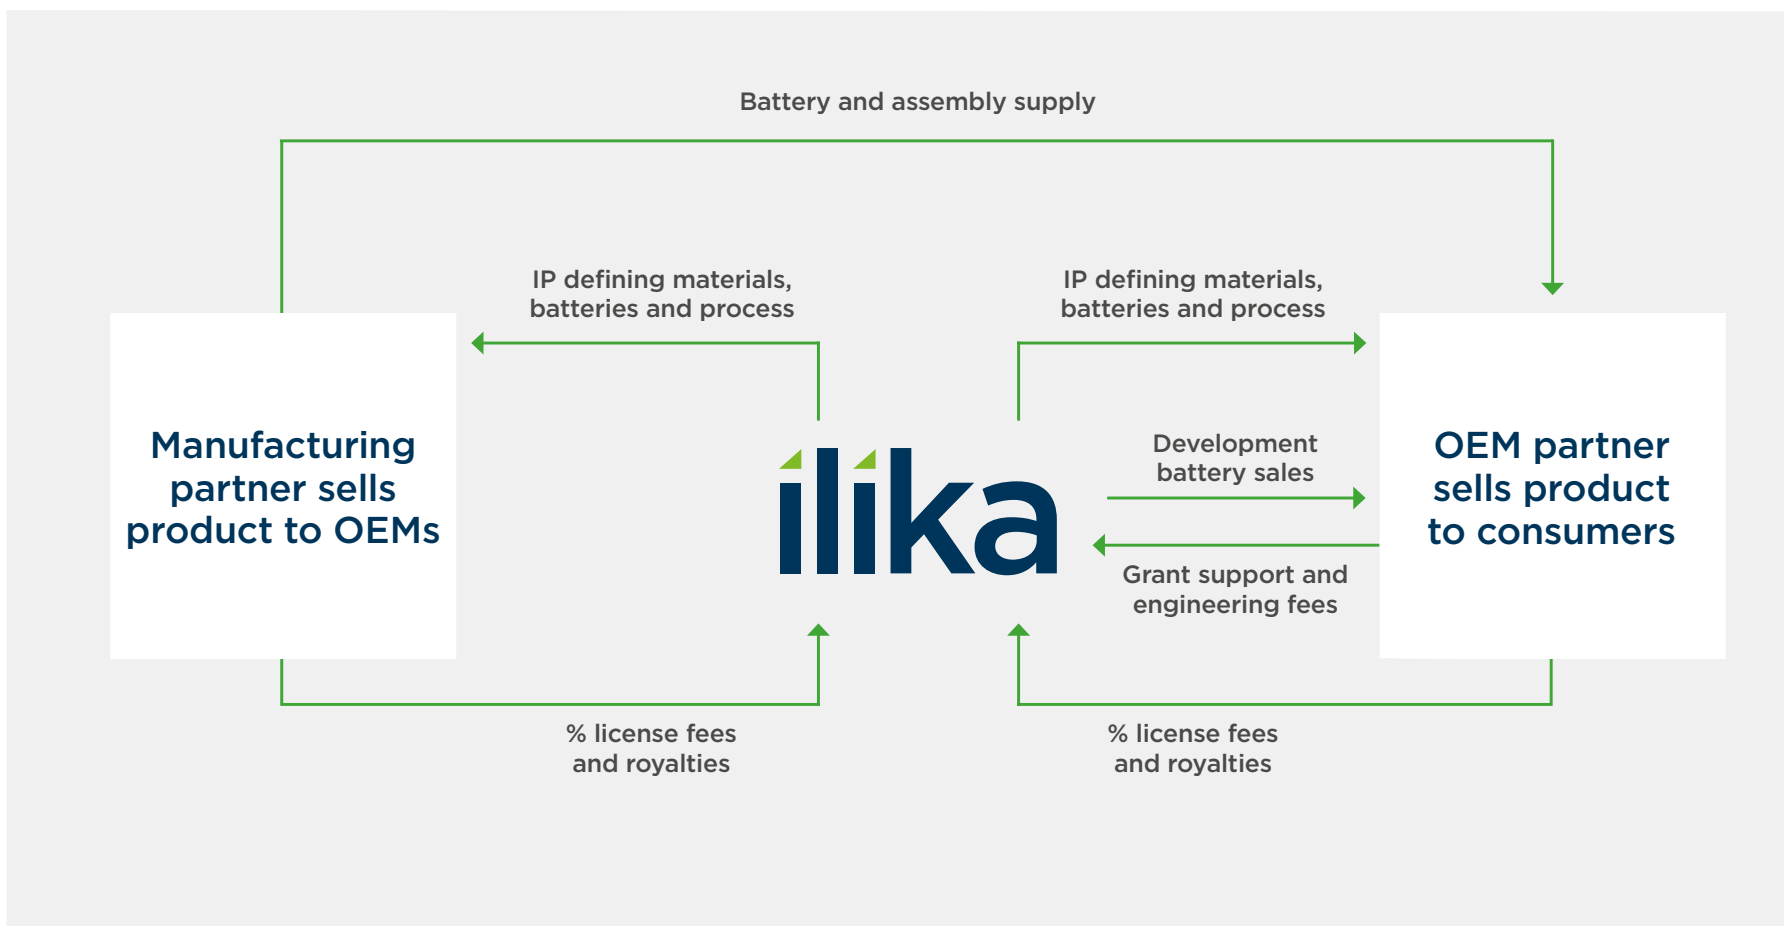 Battery and assembly supply
IP defining materials,
batteries and process
IP defining materials,
batteries and process
Manufacturing
partner sells
product to OEMs
ilika
Development
battery sales
Grant support and
engineering fees
OEM partner
sells product
to consumers
% license fees
and royalties
% license fees
and royalties